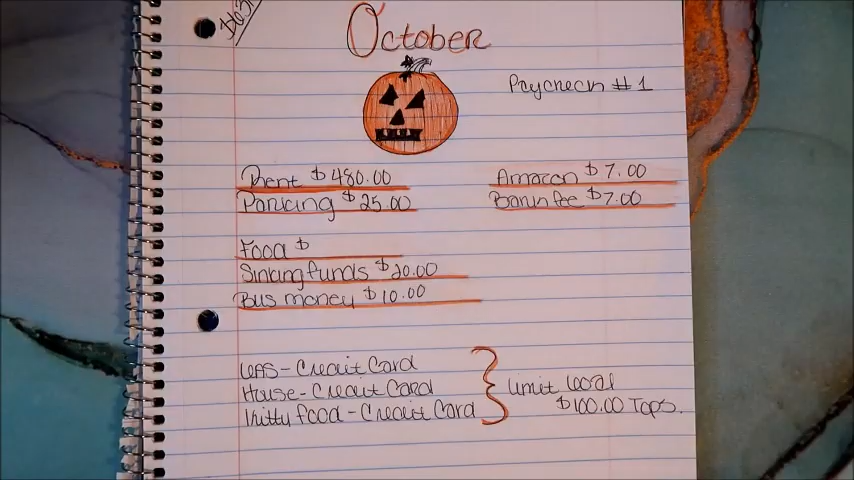 October
Paycheck #1
Rent $480.00
Parking $25.00
Amazon $7.00
Bank fee $7.00
Food $
Sinking funds $20.00
Bus money $10.00
Gas - Credit Card
House - Credit Card
Kitty food - Credit Card
Limit
$100.00 Tops.